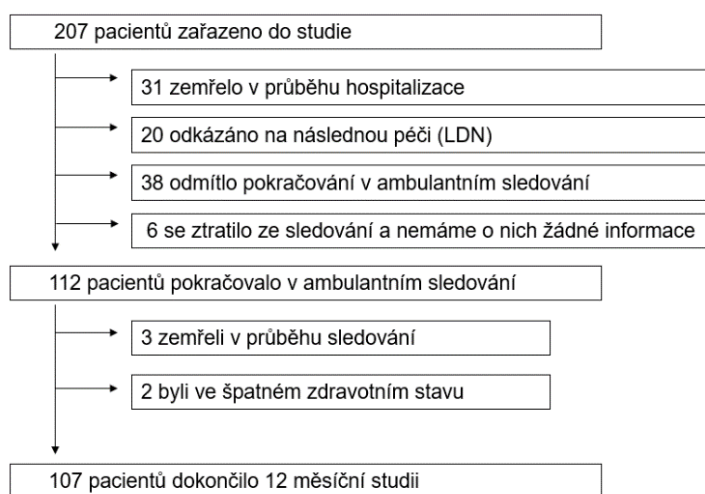 207 pacientů zařazeno do studie
31 zemřelo v průběhu hospitalizace
20 odkázáno na následnou péči (LDN)
38 odmítlo pokračování v ambulantním sledování
6 se ztratilo ze sledování a nemáme o nich žádné informace
112 pacientů pokračovalo v ambulantním sledování
3 zemřeli v průběhu sledování
2 byli ve špatném zdravotním stavu
107 pacientů dokončilo 12 měsíční studii